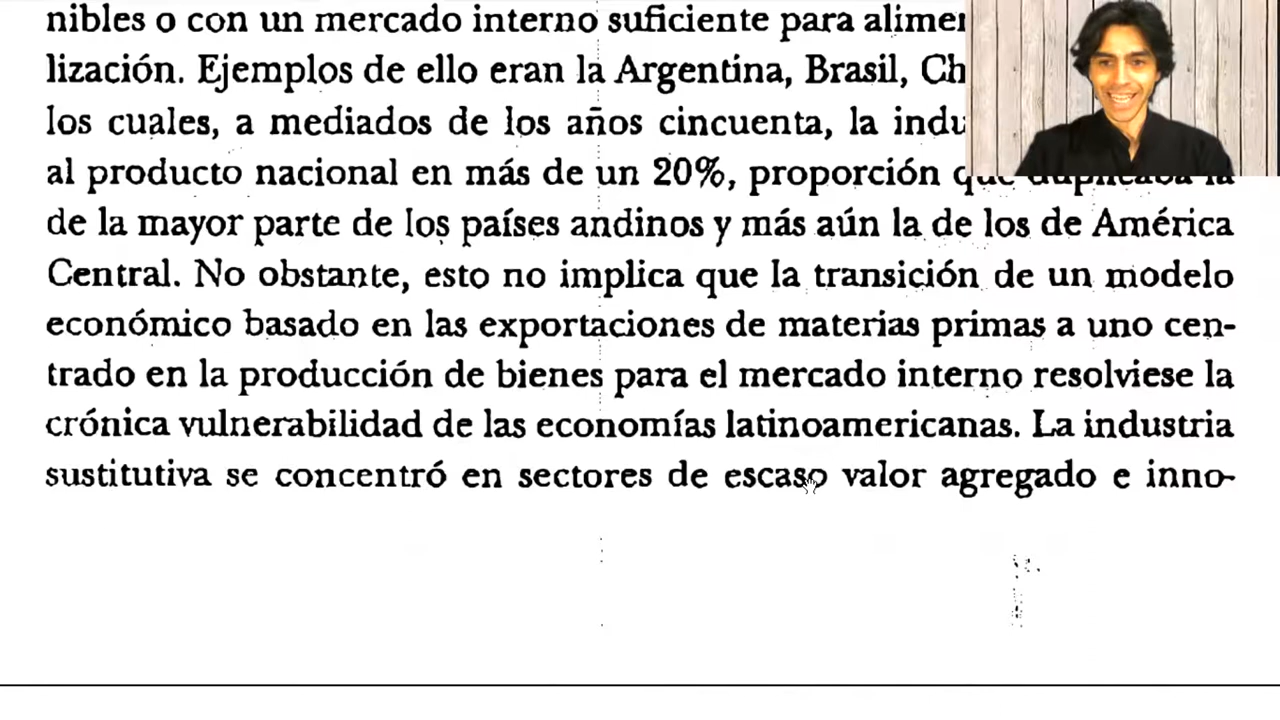 nibles o con un mercado interno suficiente para
lización. Ejemplos de ello eran la Argentina, Brasil,
los cuales, a mediados de los años cincuenta, la
al producto nacional en más de un 20%, proporción que duplicaba la
de la mayor parte de los países andinos y más aún la de los de América
Central. No obstante, esto no implica que la transición de un modelo
económico basado en las exportaciones de materias primas a uno cen-
trado en la producción de bienes para el mercado interno resolviese la
crónica vulnerabilidad de las economías latinoamericanas. La industria
sustitutiva se concentró en sectores de escaso valor agregado e inno-